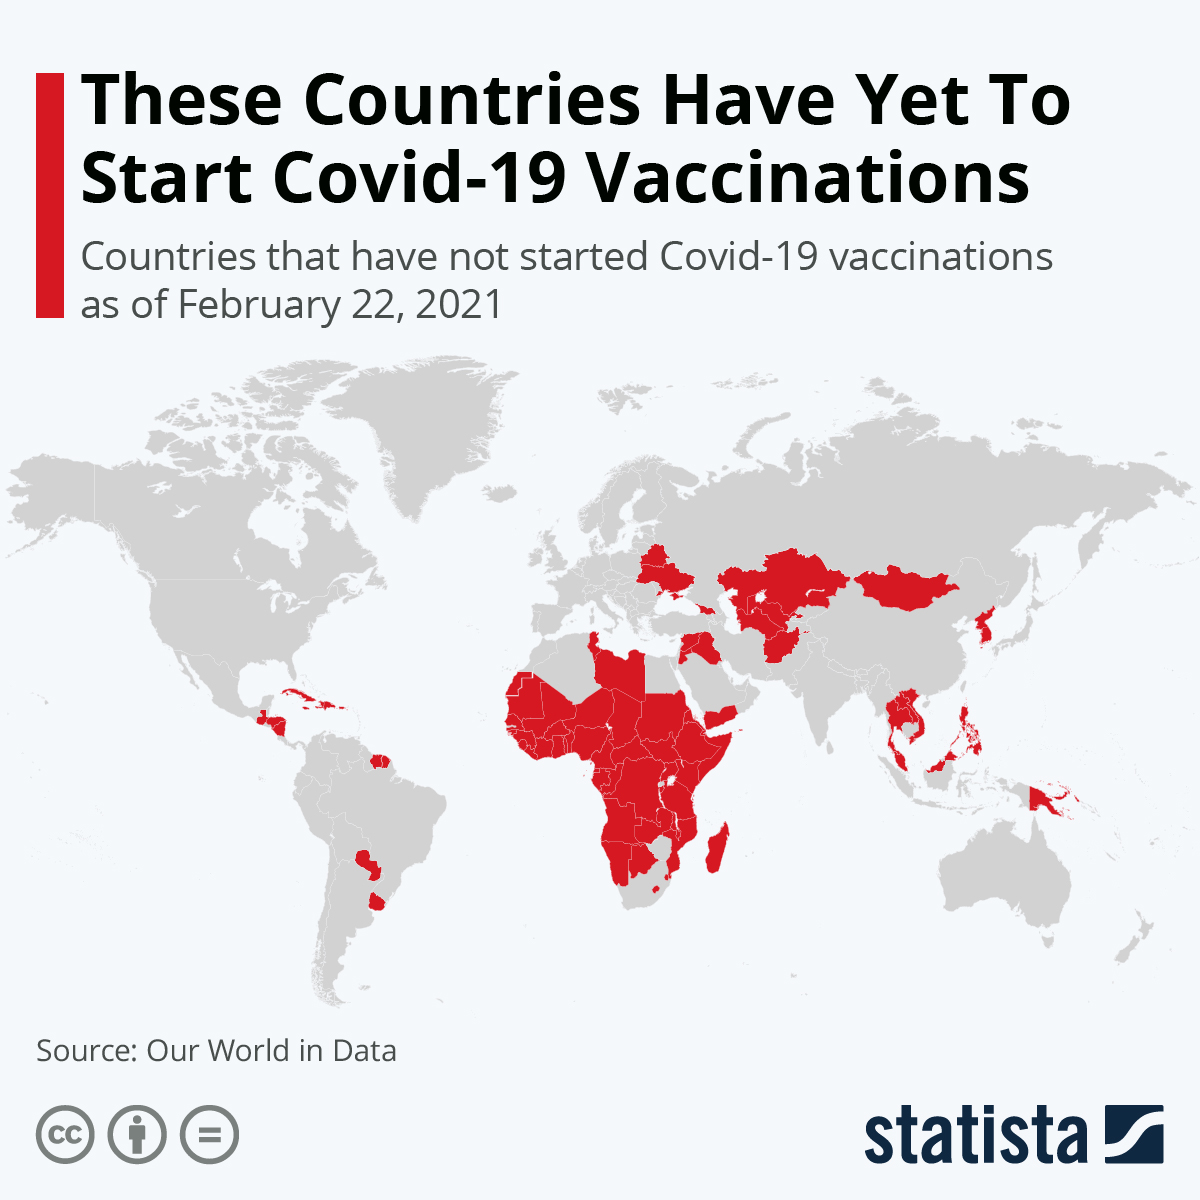 These Countries Have Yet To
Start Covid-19 Vaccinations
Countries that have not started Covid-19 vaccinations
as of February 22, 2021
Source: Our World in Data
cc
statista